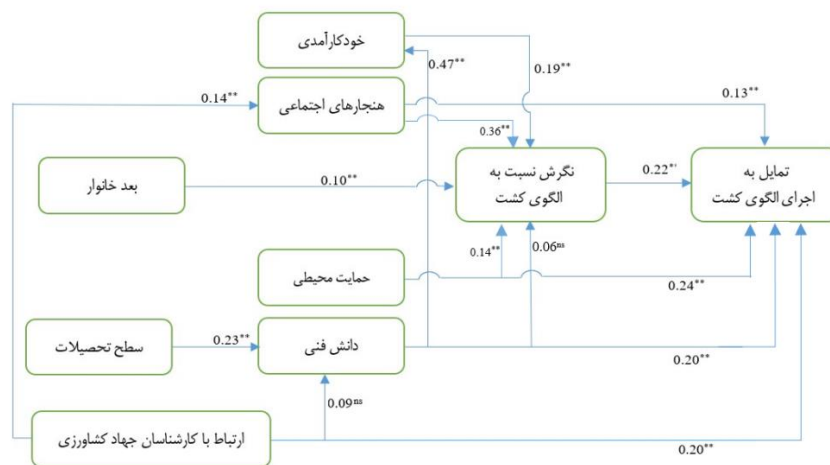 خودکارآمدی
0.47**
0.19**
0.14**
هنجارهای اجتماعی
0.13**
0.36**
بعد خانوار
0.10**
نگرش نسبت به
الگوی کشت
0.22**
تمایل به
اجرای الگوی کشت
حمایت محیطی
0.14**
0.06ns
0.24**
سطح تحصیلات
0.23**
دانش فنی
0.20**
0.09ns
ارتباط با کارشناسان جهاد کشاورزی
0.20**